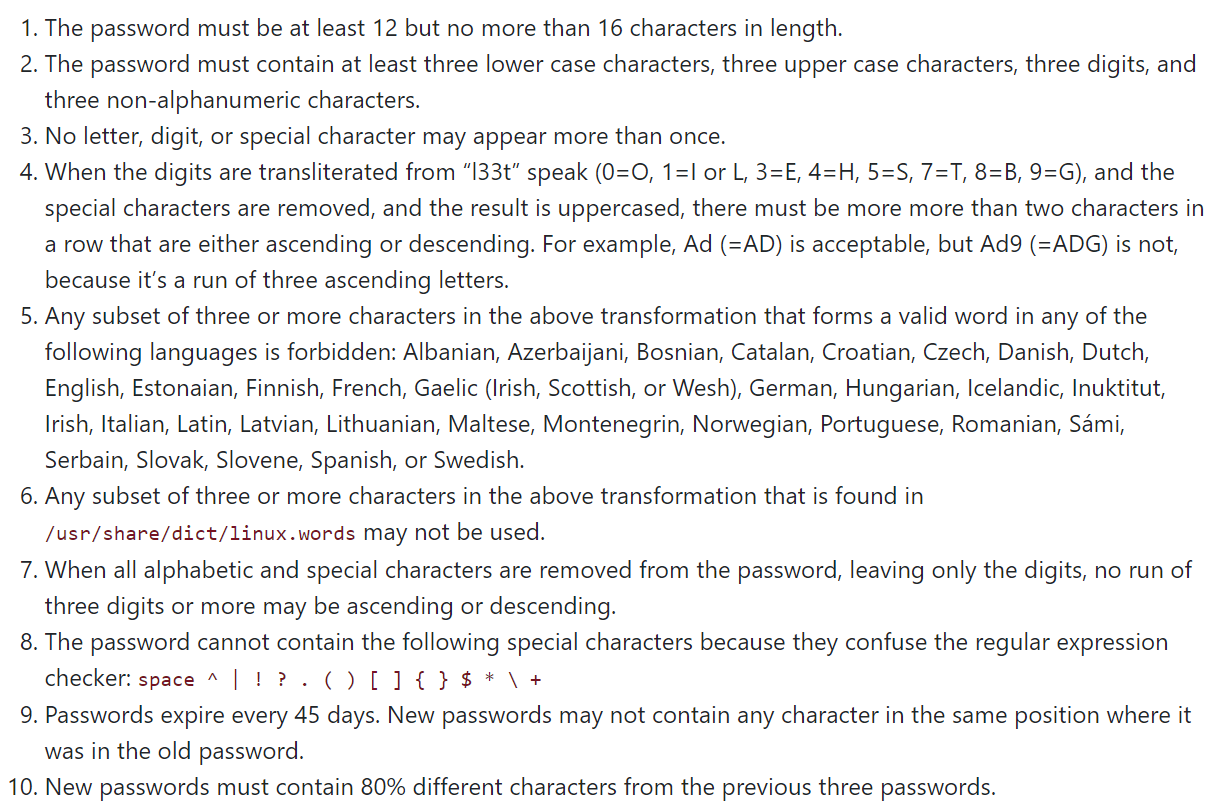 1. The password must be at least 12 but no more than 16 characters in length.
2. The password must contain at least three lower case characters, three upper case characters, three digits, and
three non-alphanumeric characters.
3. No letter, digit, or special character may appear more than once.
4. When the digits are transliterated from “l33t” speak (0=O, 1=I or L, 3=E, 4=H, 5=S, 7=T, 8=B, 9=G), and the
special characters are removed, and the result is uppercased, there must be more more than two characters in
a row that are either ascending or descending. For example, Ad (=AD) is acceptable, but Ad9 (=ADG) is not,
because it’s a run of three ascending letters.
5. Any subset of three or more characters in the above transformation that forms a valid word in any of the
following languages is forbidden: Albanian, Azerbaijani, Bosnian, Catalan, Croatian, Czech, Danish, Dutch,
English, Estonaian, Finnish, French, Gaelic (Irish, Scottish, or Wesh), German, Hungarian, Icelandic, Inuktitut,
Irish, Italian, Latin, Latvian, Lithuanian, Maltese, Montenegrin, Norwegian, Portuguese, Romanian, Sámi,
Serbain, Slovak, Slovene, Spanish, or Swedish.
6. Any subset of three or more characters in the above transformation that is found in
/usr/share/dict/linux.words may not be used.
7. When all alphabetic and special characters are removed from the password, leaving only the digits, no run of
three digits or more may be ascending or descending.
8. The password cannot contain the following special characters because they confuse the regular expression
checker: space ^ | ! ? . ( ) [ ] { } $ * \ +
9. Passwords expire every 45 days. New passwords may not contain any character in the same position where it
was in the old password.
10. New passwords must contain 80% different characters from the previous three passwords.